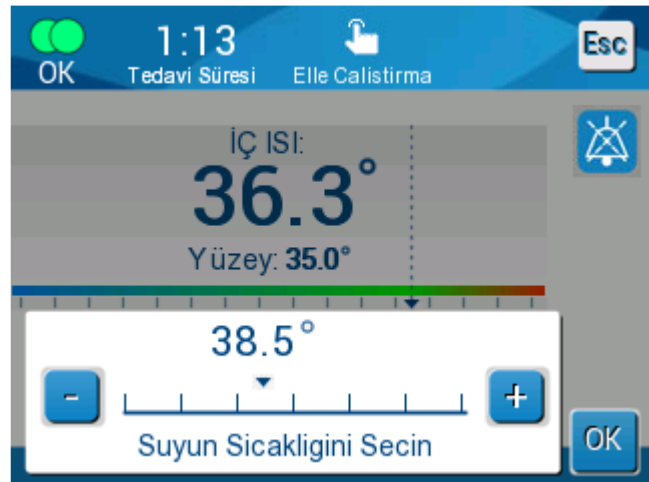 OK
1:13
Tedavi Süresi
Elle Calistirma
Esc
İÇ ISI:
36.3°
Yüzey: 35.0°
38.5°
-
+
Suyun Sicakligini Secin
OK